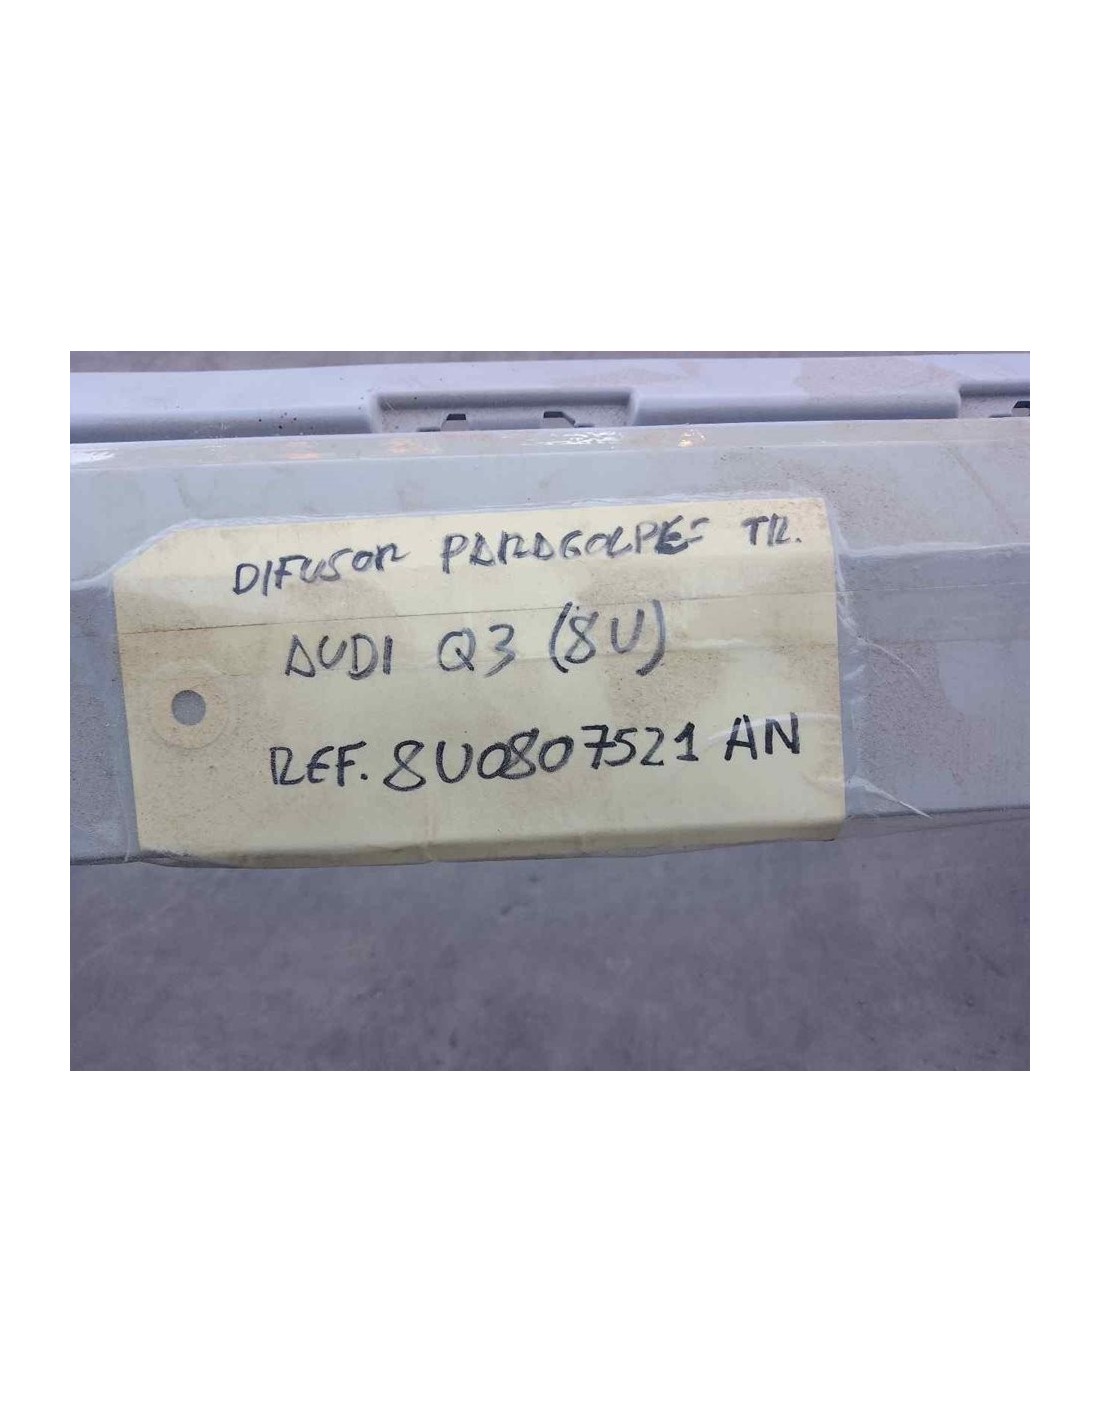 DIFUSOR PARAGOLPES TR.
AUDI Q3 (8U)
REF. 8U0807521 AN